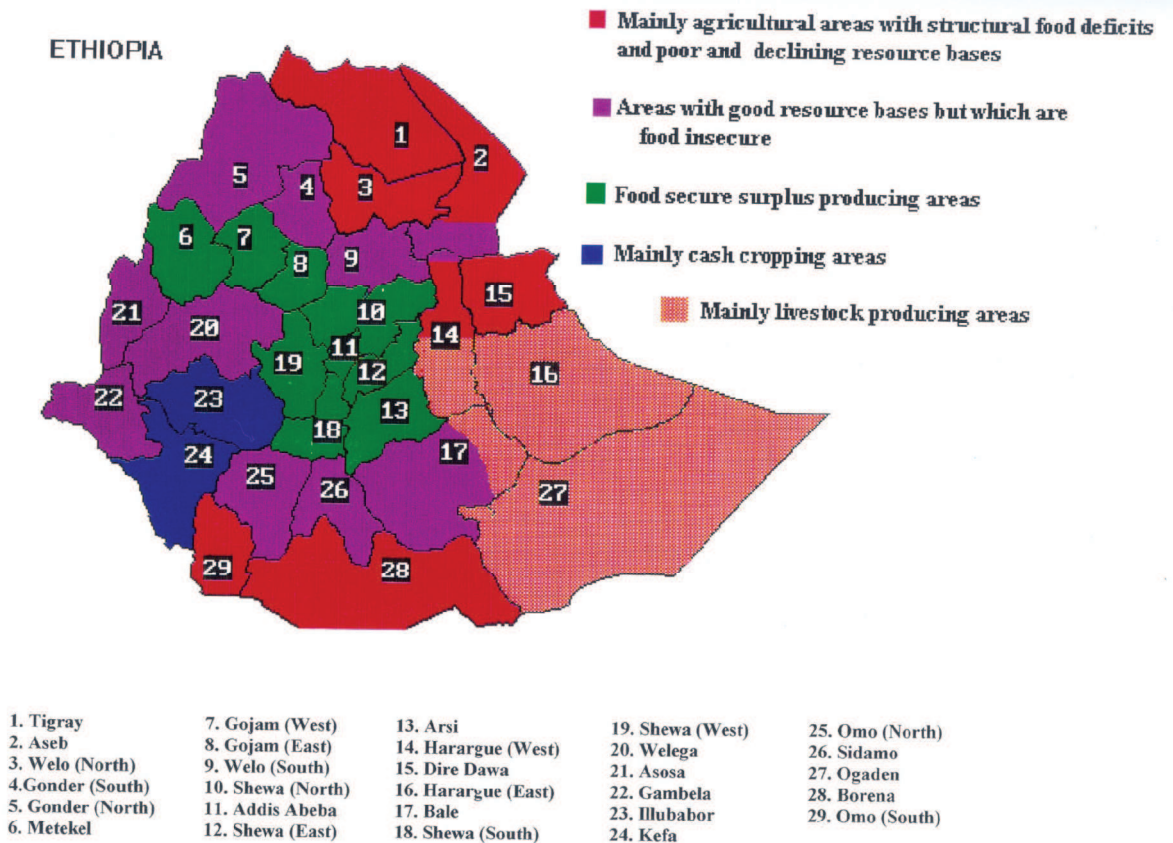 ETHIOPIA
Mainly agricultural areas with structural food deficits
and poor and declining resource bases
Areas with good resource bases but which are
food insecure
Food secure surplus producing areas
Mainly cash cropping areas
Mainly livestock producing areas
1
2
3
4
5
6
7
8
9
10
11
12
13
14
15
16
17
18
19
20
21
22
23
24
25
26
27
28
29
1. Tigray
2. Aseb
3. Welo (North)
4.Gonder (South)
5. Gonder (North)
6. Metekel
7. Gojam (West)
8. Gojam (East)
9. Welo (South)
10. Shewa (North)
11. Addis Abeba
12. Shewa (East)
13. Arsi
14. Harargue (West)
15. Dire Dawa
16. Harargue (East)
17. Bale
18. Shewa (South)
19. Shewa (West)
20. Welega
21. Asosa
22. Gambela
23. Illubabor
24. Kefa
25. Omo (North)
26. Sidamo
27. Ogaden
28. Borena
29. Omo (South)